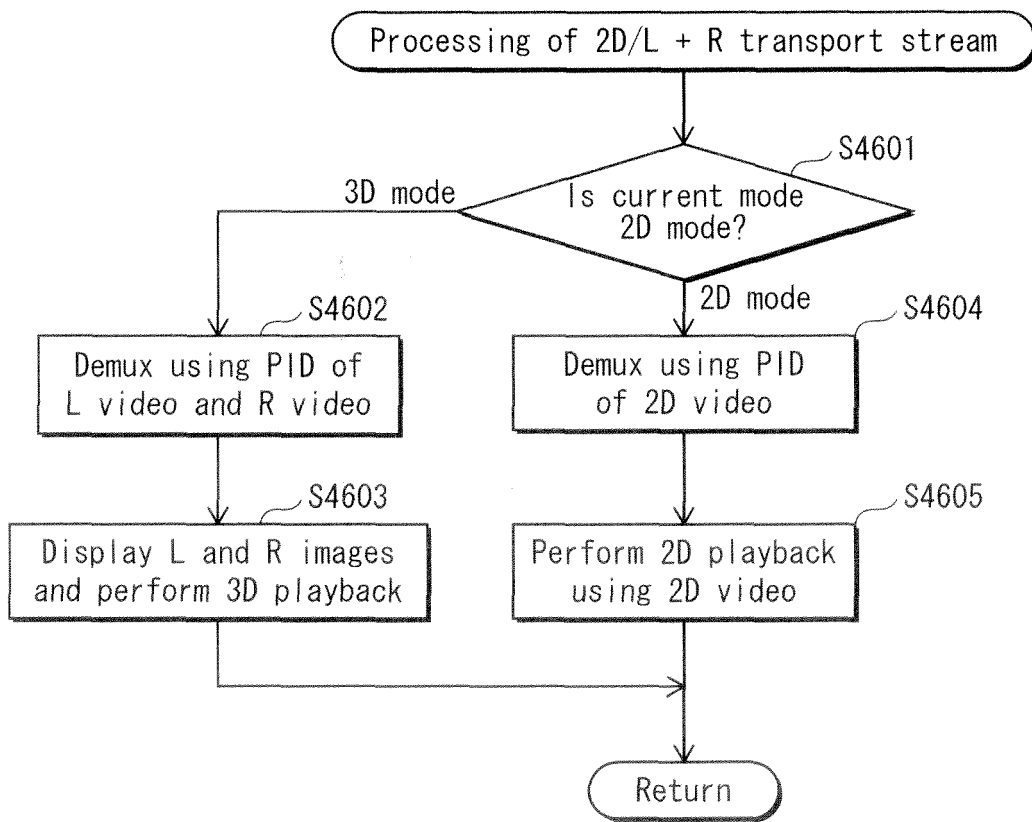 Processing of 2D/L + R transport stream
S4601
3D mode
Is current mode
2D mode?
2D mode
S4602
S4604
Demux using PID of
L video and R video
Demux using PID
of 2D video
S4603
S4605
Display L and R images
and perform 3D playback
Perform 2D playback
using 2D video
Return